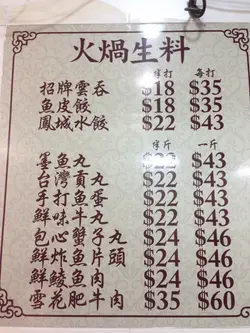 火煱生料
半打 每打
招牌雲吞 $18 $35
魚皮餃 $18 $35
鳳城水餃 $22 $43
半斤 一斤
墨魚丸 $22 $43
台灣貢丸 $22 $43
手打魚蛋 $22 $43
鮮味牛丸 $22 $43
包心蟹子丸 $24 $46
鮮炸魚片頭 $24 $46
鮮鯪魚肉 $24 $46
雪花肥牛肉 $35 $60